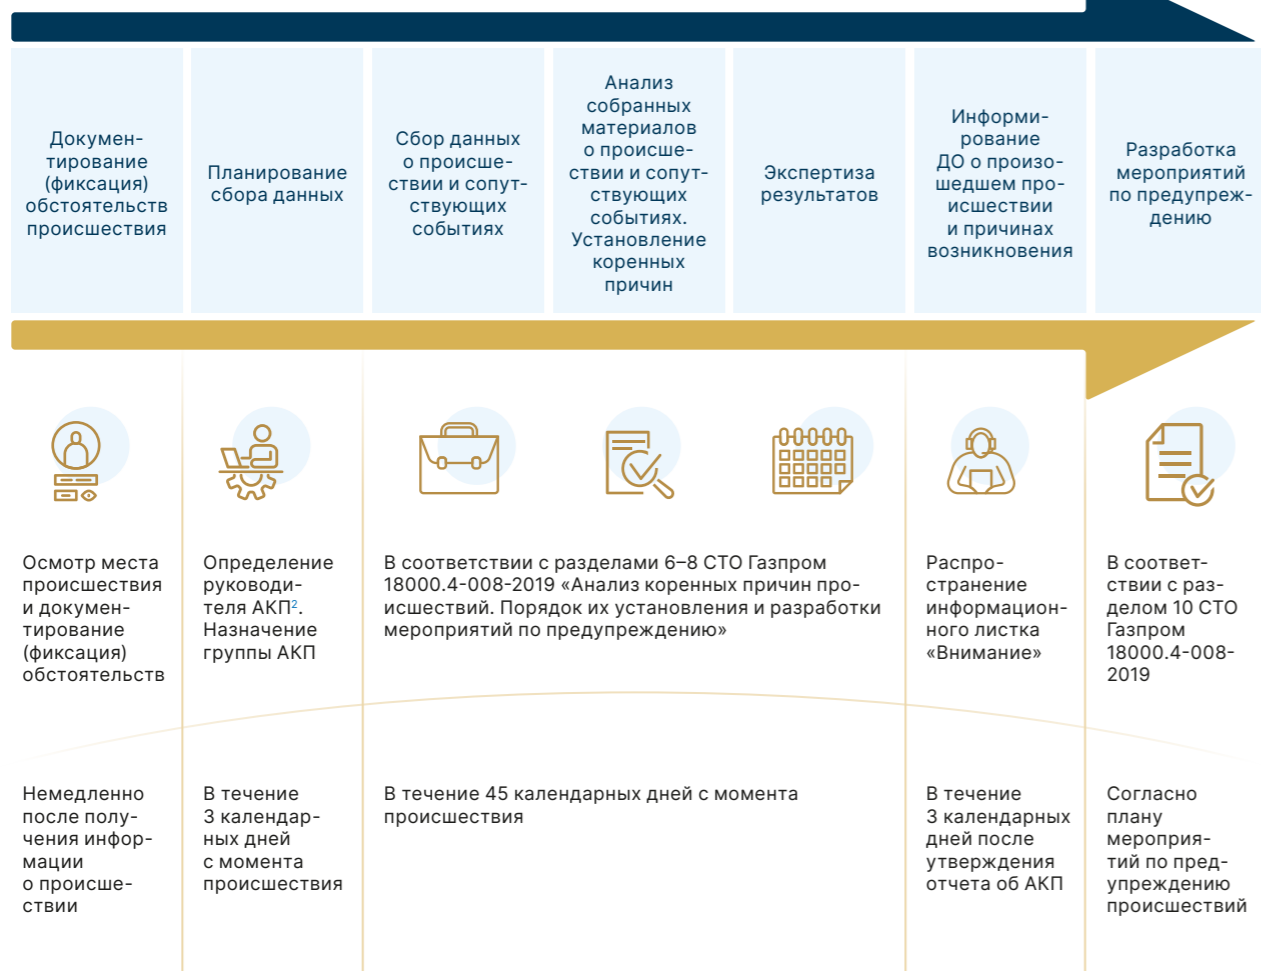 Докумен-
тирование
(фиксация)
обстоятельств
происшествия
Планирование
сбора данных
Сбор данных
о происше-
ствии и сопут-
ствующих
событиях
Анализ
собранных
материалов
о происше-
ствии и сопут-
ствующих
событиях.
Установление
коренных
причин
Экспертиза
результатов
Информи-
рование
ДО о произо-
шедшем про-
исшествии
и причинах
возникновения
Разработка
мероприятий
по предупреж-
дению
Осмотр места
происшествия
и докумен-
тирование
(фиксация)
обстоятельств
Определение
руководи-
теля АКП².
Назначение
группы АКП
В соответствии с разделами 6–8 СТО Газпром
18000.4-008-2019 «Анализ коренных причин про-
исшествий. Порядок их установления и разработки
мероприятий по предупреждению»
Распро-
странение
информацион-
ного листка
«Внимание»
В соответ-
ствии с раз-
делом 10 СТО
Газпром
18000.4-008-
2019
Немедленно
после полу-
чения инфор-
мации
о происше-
ствии
В течение
3 календар-
ных дней
с момента
происшествия
В течение 45 календарных дней с момента
происшествия
В течение
3 календарных
дней после
утверждения
отчета об АКП
Согласно
плану
мероприя-
тий по пред-
упреждению
происшествий